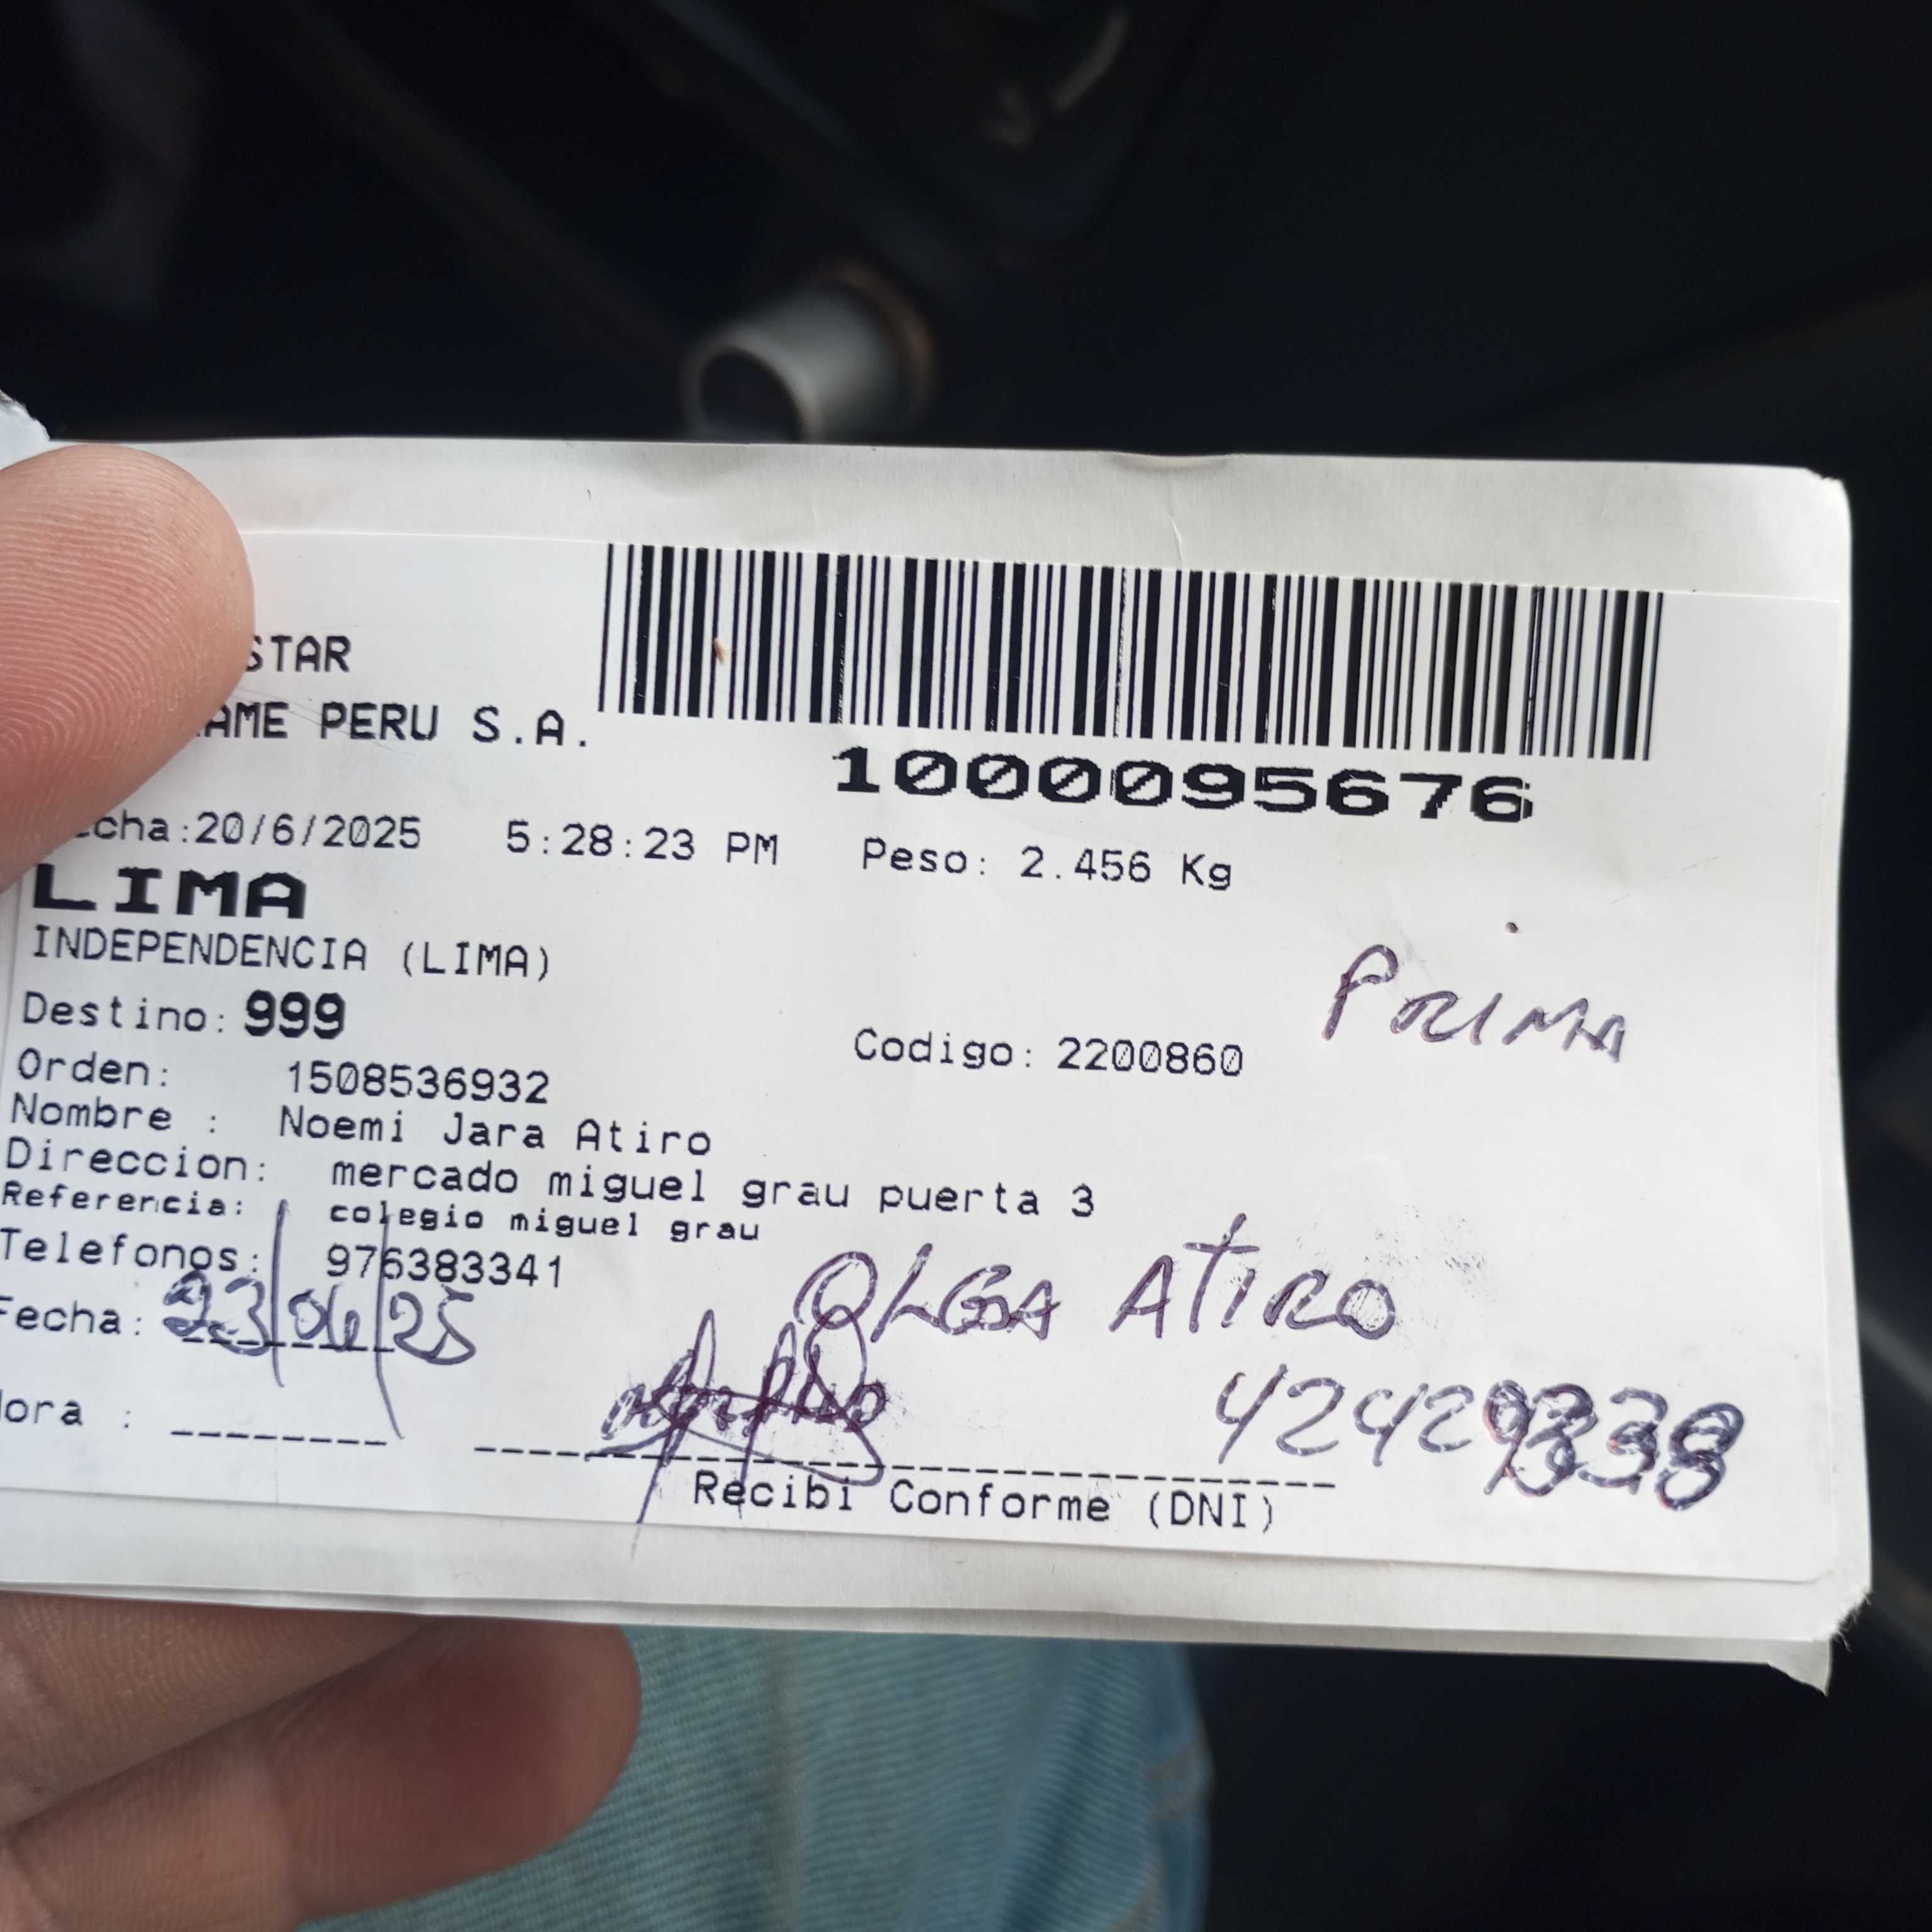 STAR
AME PERU S.A.
1000095676
cha:20/6/2025 5:28:23 PM Peso: 2.456 Kg
LIMA
INDEPENDENCIA (LIMA)
PRIMA
Destino: 999
Codigo: 2200860
Orden: 1508536932
Nombre : Noemi Jara Atiro
Direccion: mercado miguel grau puerta 3
Referencia: colegio miguel grau
Telefonos: 976383341
OLGA ATIRO
Fecha: 23/06/25
ora :
Recibi Conforme (DNI)